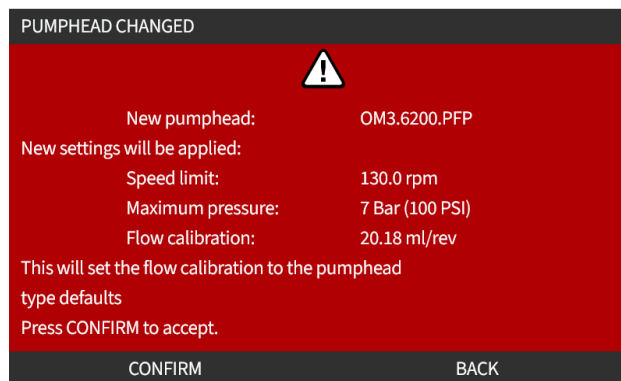 PUMPHEAD CHANGED
!
New pumphead: OM3.6200.PFP
New settings will be applied:
Speed limit: 130.0 rpm
Maximum pressure: 7 Bar (100 PSI)
Flow calibration: 20.18 ml/rev
This will set the flow calibration to the pumphead
type defaults
Press CONFIRM to accept.
CONFIRM BACK